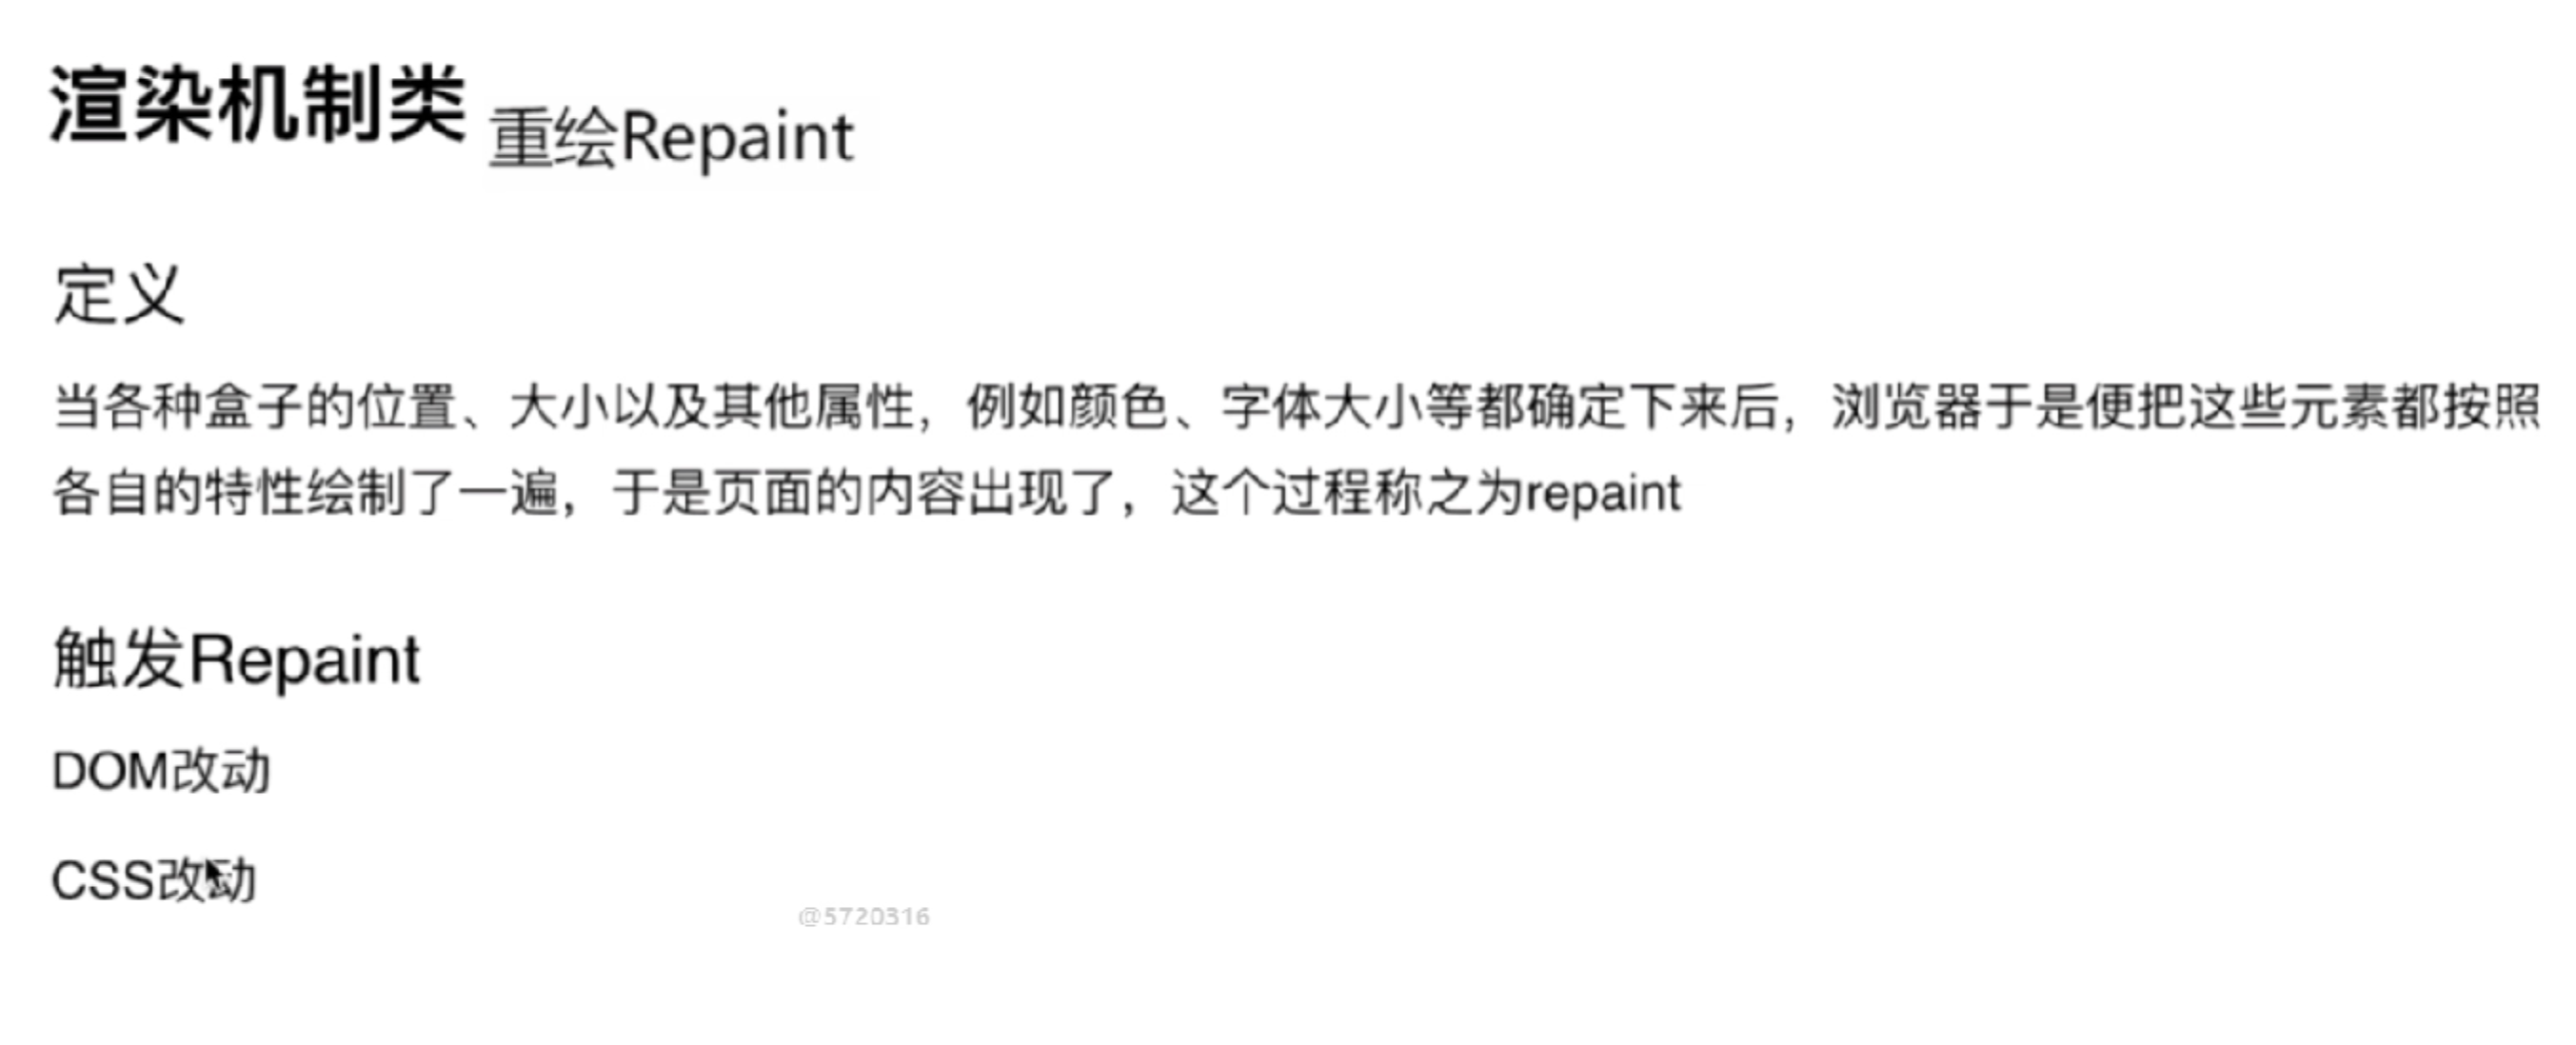 渲染机制类 重绘Repaint
定义
当各种盒子的位置、大小以及其他属性，例如颜色、字体大小等都确定下来后，浏览器于是便把这些元素都按照
各自的特性绘制了一遍，于是页面的内容出现了，这个过程称之为repaint
触发Repaint
DOM改动
CSS改动
@5720316